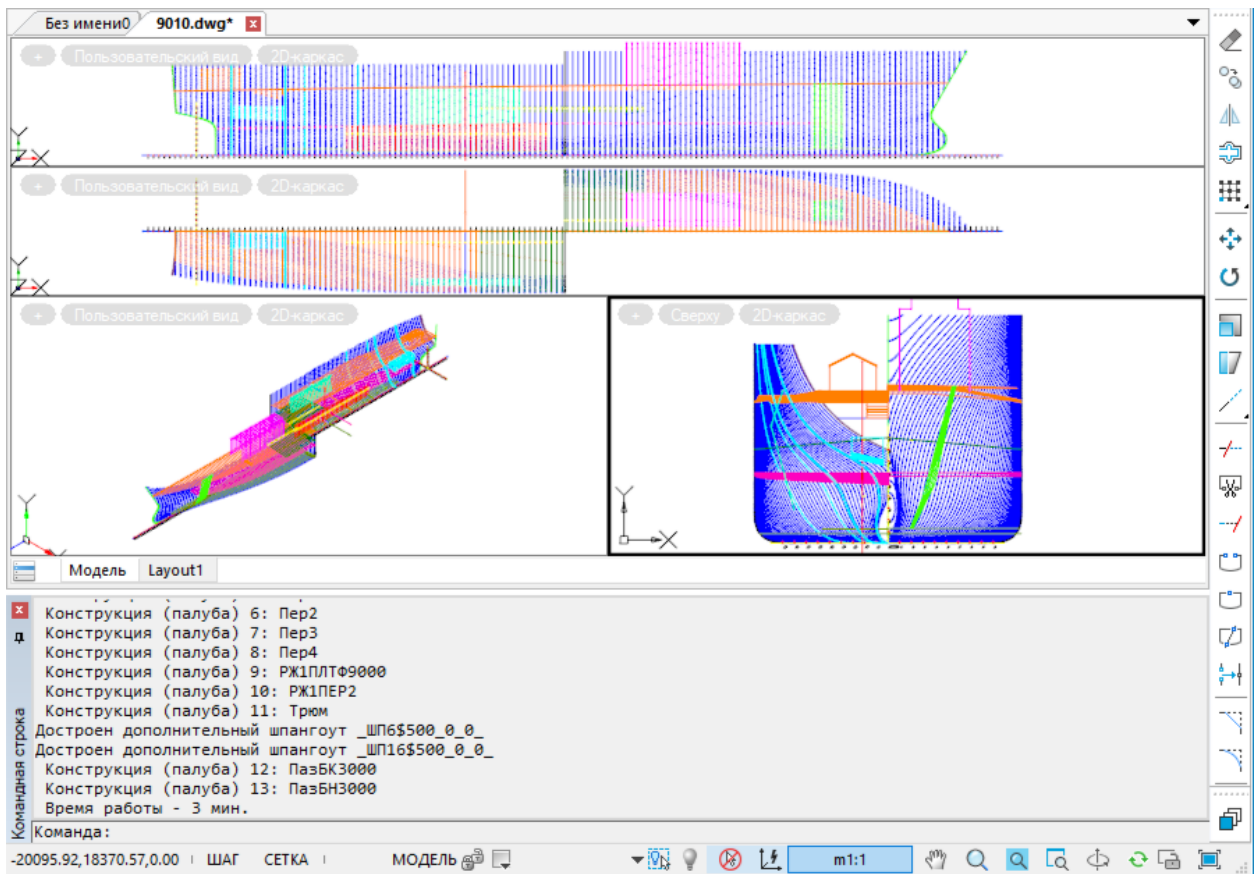 Без имени0 9010.dwg*
+ Пользовательский вид 2D-каркас
Y
Z X
+ Пользовательский вид 2D-каркас
Y
Z X
+ Пользовательский вид 2D-каркас
+ Сверху 2D-каркас
Y
X
Y
X
Модель Layout1
Конструкция (палуба) 6: Пер2
Конструкция (палуба) 7: Пер3
Конструкция (палуба) 8: Пер4
Конструкция (палуба) 9: РЖ1ПЛТФ9000
Конструкция (палуба) 10: РЖ1ПЕР2
Конструкция (палуба) 11: Трюм
Достроен дополнительный шпангоут _ШП6$500_0_0_
Достроен дополнительный шпангоут _ШП16$500_0_0_
Конструкция (палуба) 12: ПазБК3000
Конструкция (палуба) 13: ПазБН3000
Время работы - 3 мин.
Командная строка
Команда:
-20095.92,18370.57,0.00 ШАГ СЕТКА МОДЕЛЬ m1:1